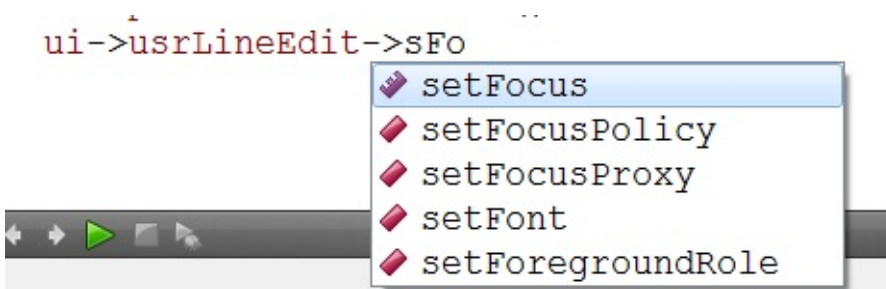 ui->usrLineEdit->sFo
setFocus
setFocusPolicy
setFocusProxy
setFont
setForegroundRole